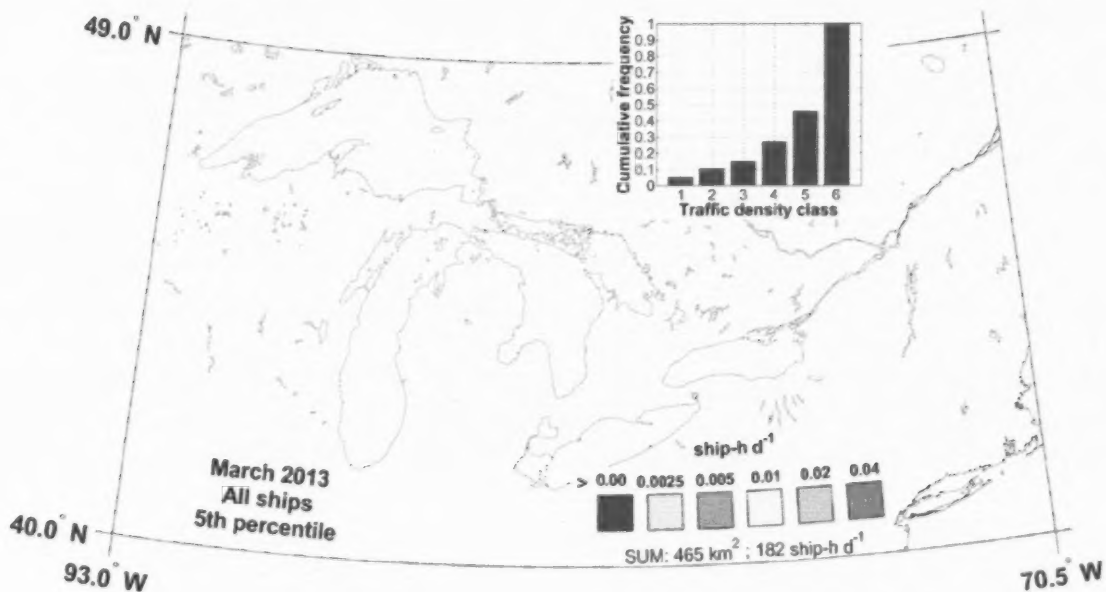 49.0° N
Cumulative frequency
1
0.9
0.8
0.7
0.6
0.5
0.4
0.3
0.2
0.1
0
1 2 3 4 5 6
Traffic density class
March 2013
All ships
5th percentile
ship-h d⁻¹
> 0.00 0.0025 0.005 0.01 0.02 0.04
SUM: 465 km² ; 182 ship-h d⁻¹
40.0° N
93.0° W
70.5° W